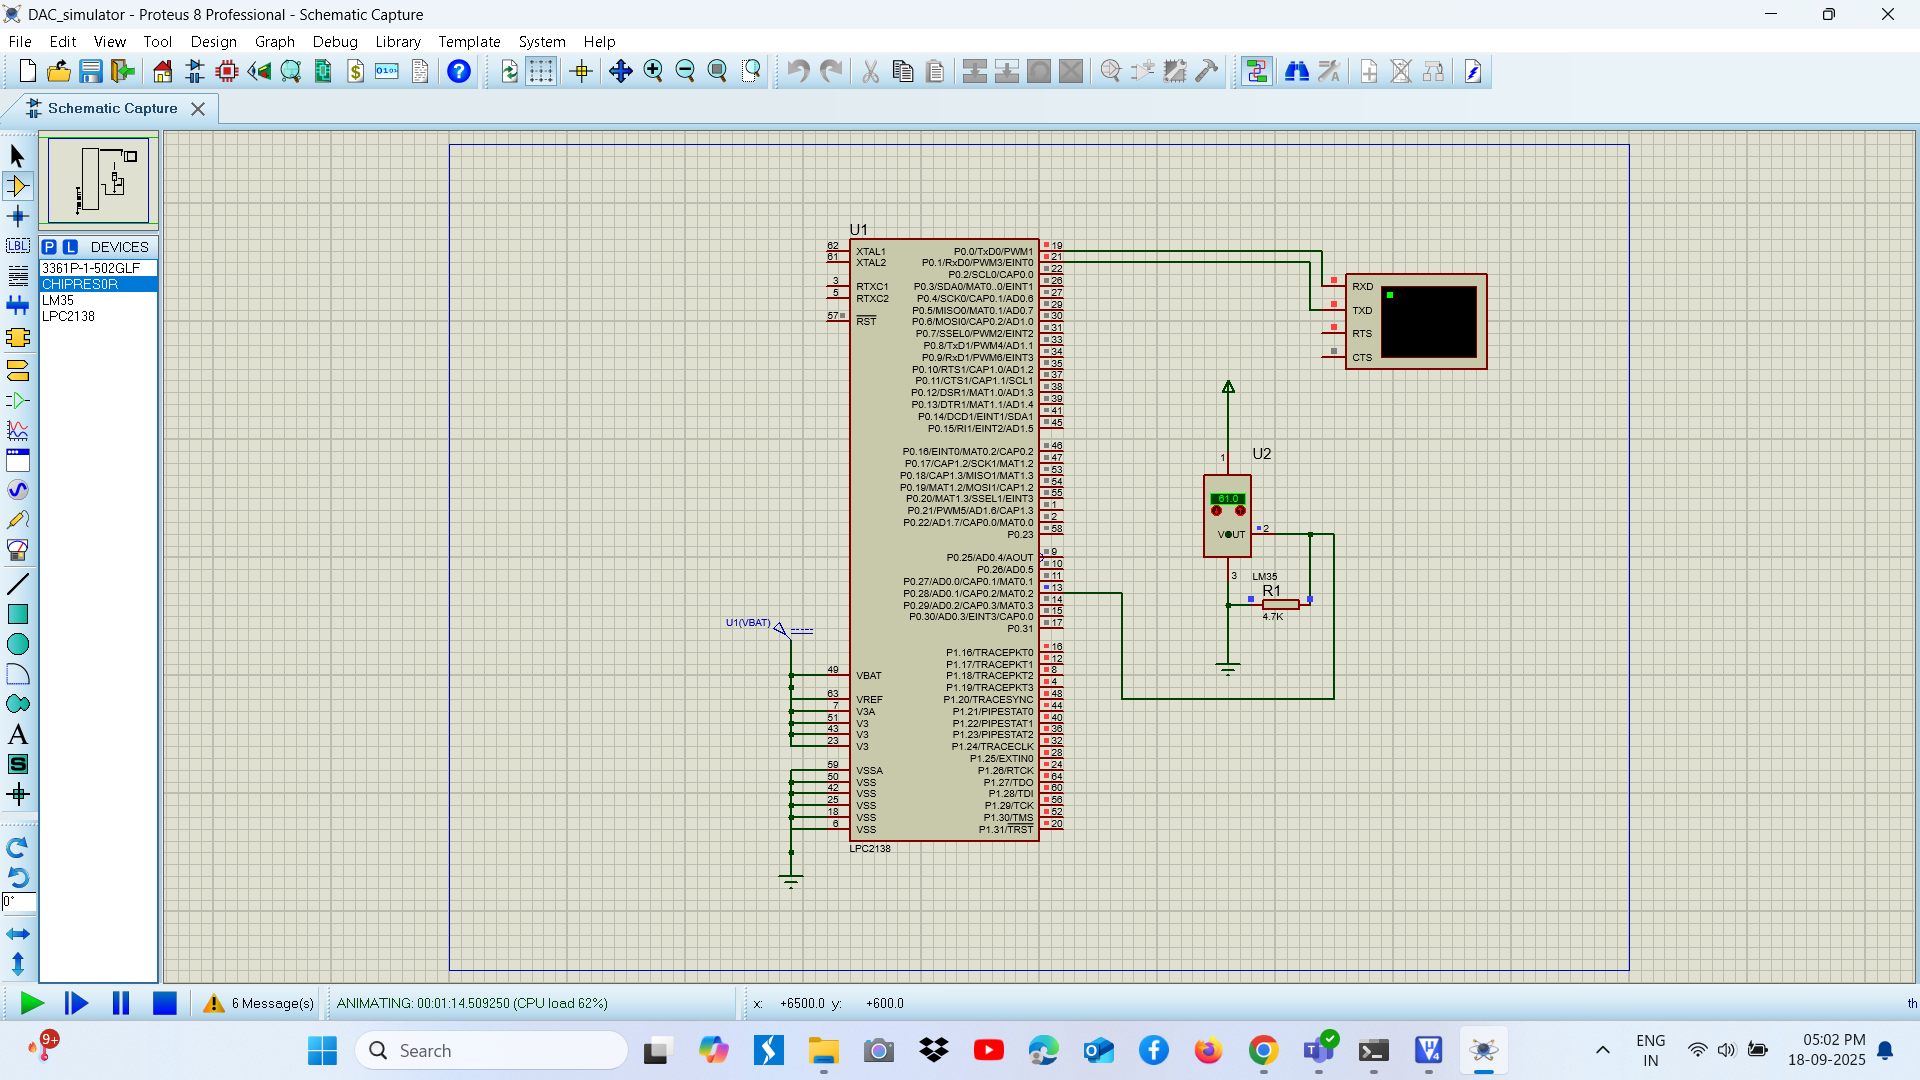 DAC_simulator - Proteus 8 Professional - Schematic Capture
File Edit View Tool Design Graph Debug Library Template System Help
Schematic Capture
P L DEVICES
3361P-1-502GLF
CHIPRES0R
LM35
LPC2138
LBL
A
S
0°
U1
62 XTAL1
61 XTAL2
3 RTXC1
5 RTXC2
57 RST
U1(VBAT)
49 VBAT
63 VREF
7 V3A
51 V3
43 V3
23 V3
59 VSSA
50 VSS
42 VSS
25 VSS
18 VSS
6 VSS
P0.0/TxD0/PWM1 19
P0.1/RxD0/PWM3/EINT0 21
P0.2/SCL0/CAP0.0 22
P0.3/SDA0/MAT0..0/EINT1 26
P0.4/SCK0/CAP0.1/AD0.6 27
P0.5/MISO0/MAT0.1/AD0.7 29
P0.6/MOSI0/CAP0.2/AD1.0 30
P0.7/SSEL0/PWM2/EINT2 31
P0.8/TxD1/PWM4/AD1.1 33
P0.9/RxD1/PWM6/EINT3 34
P0.10/RTS1/CAP1.0/AD1.2 35
P0.11/CTS1/CAP1.1/SCL1 37
P0.12/DSR1/MAT1.0/AD1.3 38
P0.13/DTR1/MAT1.1/AD1.4 39
P0.14/DCD1/EINT1/SDA1 41
P0.15/RI1/EINT2/AD1.5 45
P0.16/EINT0/MAT0.2/CAP0.2 46
P0.17/CAP1.2/SCK1/MAT1.2 47
P0.18/CAP1.3/MISO1/MAT1.3 53
P0.19/MAT1.2/MOSI1/CAP1.2 54
P0.20/MAT1.3/SSEL1/EINT3 55
P0.21/PWM5/AD1.6/CAP1.3 1
P0.22/AD1.7/CAP0.0/MAT0.0 2
P0.23 58
P0.25/AD0.4/AOUT 9
P0.26/AD0.5 10
P0.27/AD0.0/CAP0.1/MAT0.1 11
P0.28/AD0.1/CAP0.2/MAT0.2 13
P0.29/AD0.2/CAP0.3/MAT0.3 14
P0.30/AD0.3/EINT3/CAP0.0 15
P0.31 17
P1.16/TRACEPKT0 16
P1.17/TRACEPKT1 12
P1.18/TRACEPKT2 8
P1.19/TRACEPKT3 4
P1.20/TRACESYNC 48
P1.21/PIPESTAT0 44
P1.22/PIPESTAT1 40
P1.23/PIPESTAT2 36
P1.24/TRACECLK 32
P1.25/EXTIN0 28
P1.26/RTCK 24
P1.27/TDO 64
P1.28/TDI 60
P1.29/TCK 56
P1.30/TMS 52
P1.31/TRST 20
LPC2138
RXD
TXD
RTS
CTS
1 U2
61.0
VOUT 2
3 LM35
R1
4.7K
6 Message(s) ANIMATING: 00:01:14.509250 (CPU load 62%) x: +6500.0 y: +600.0 th
9+
Search
ENG
IN
05:02 PM
18-09-2025